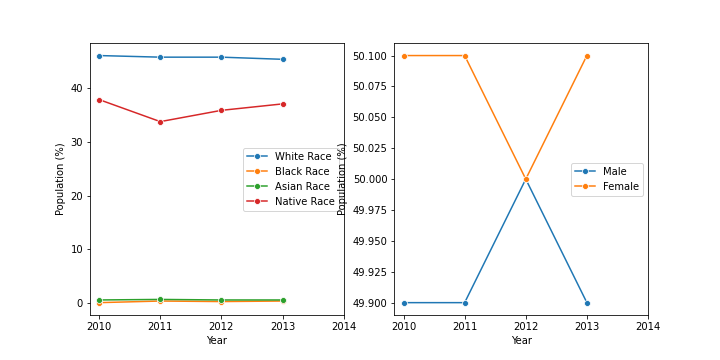 40
30
20
10
0
Population (%)
2010 2011 2012 2013 2014
Year
White Race
Black Race
Asian Race
Native Race
50.100
50.075
50.050
50.025
50.000
49.975
49.950
49.925
49.900
Population (%)
2010 2011 2012 2013 2014
Year
Male
Female